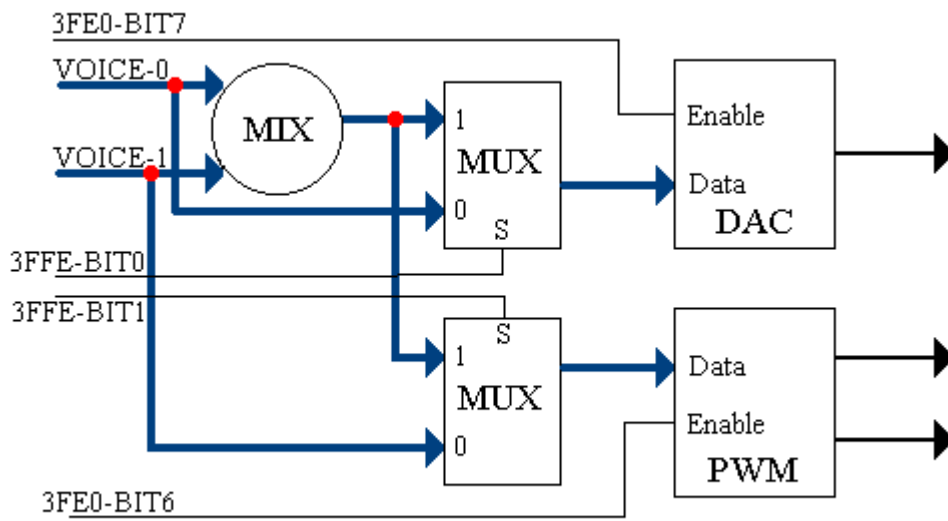 3FE0-BIT7
VOICE-0
MIX
1
MUX
0
S
Enable
Data
DAC
VOICE-1
3FFE-BIT0
3FFE-BIT1
S
1
MUX
0
Data
Enable
PWM
3FE0-BIT6